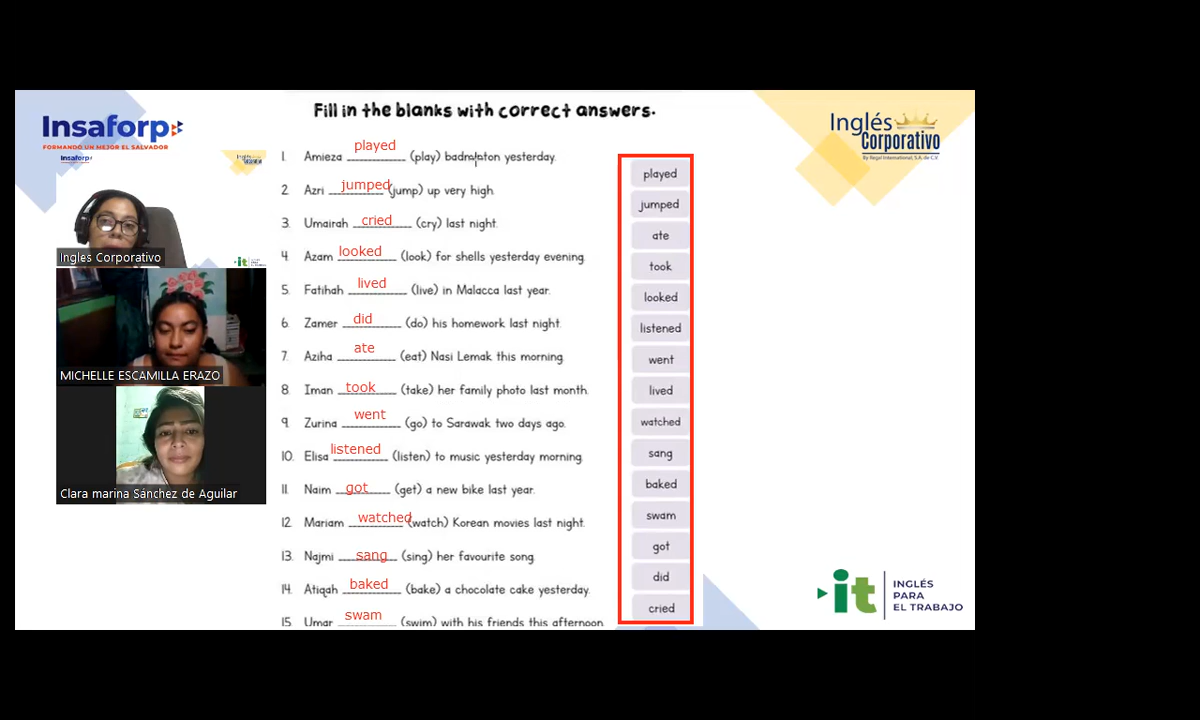 Insaforp
FORMANDO UN MEJOR EL SALVADOR
Insaforp
Inglés
Corporativo
By Regal International, S.A. de C.V.
Fill in the blanks with correct answers.
1. Amieza played (play) badminton yesterday.
2. Azri jumped (jump) up very high.
3. Umairah cried (cry) last night.
4. Azam looked (look) for shells yesterday evening.
5. Fatihah lived (live) in Malacca last year.
6. Zamer did (do) his homework last night.
7. Aziha ate (eat) Nasi Lemak this morning.
8. Iman took (take) her family photo last month.
9. Zurina went (go) to Sarawak two days ago.
10. Elisa listened (listen) to music yesterday morning.
11. Naim got (get) a new bike last year.
12. Mariam watched (watch) Korean movies last night.
13. Najmi sang (sing) her favourite song.
14. Atiqah baked (bake) a chocolate cake yesterday.
15. Umar swam (swim) with his friends this afternoon
played
jumped
ate
took
looked
listened
went
lived
watched
sang
baked
swam
got
did
cried
Ingles Corporativo
MICHELLE ESCAMILLA ERAZO
Clara marina Sánchez de Aguilar
it
INGLÉS
PARA
EL TRABAJO